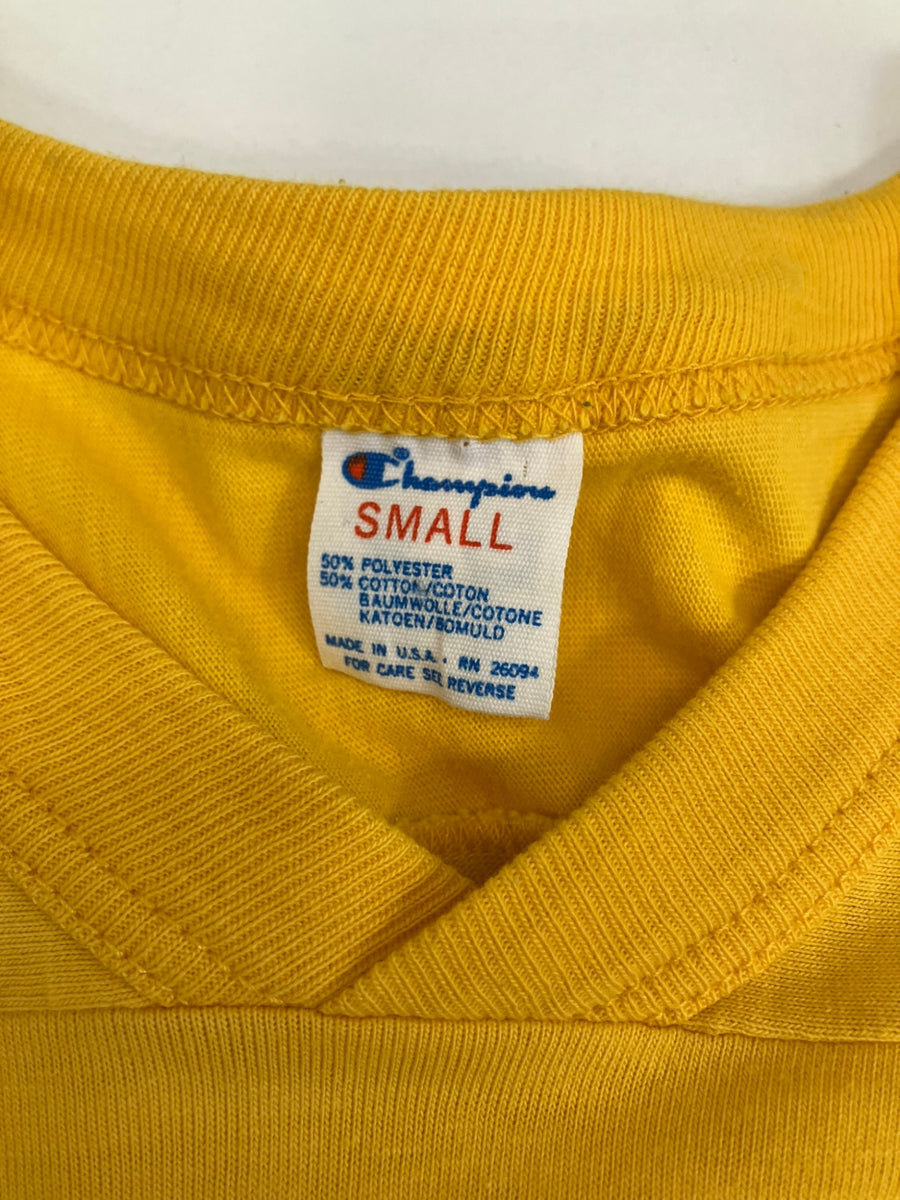 Champion®
SMALL
50% POLYESTER
50% COTTON/COTON
BAUMWOLLE/COTONE
KATOEN/BOMULD
MADE IN U.S.A. . RN 26094
FOR CARE SEE REVERSE